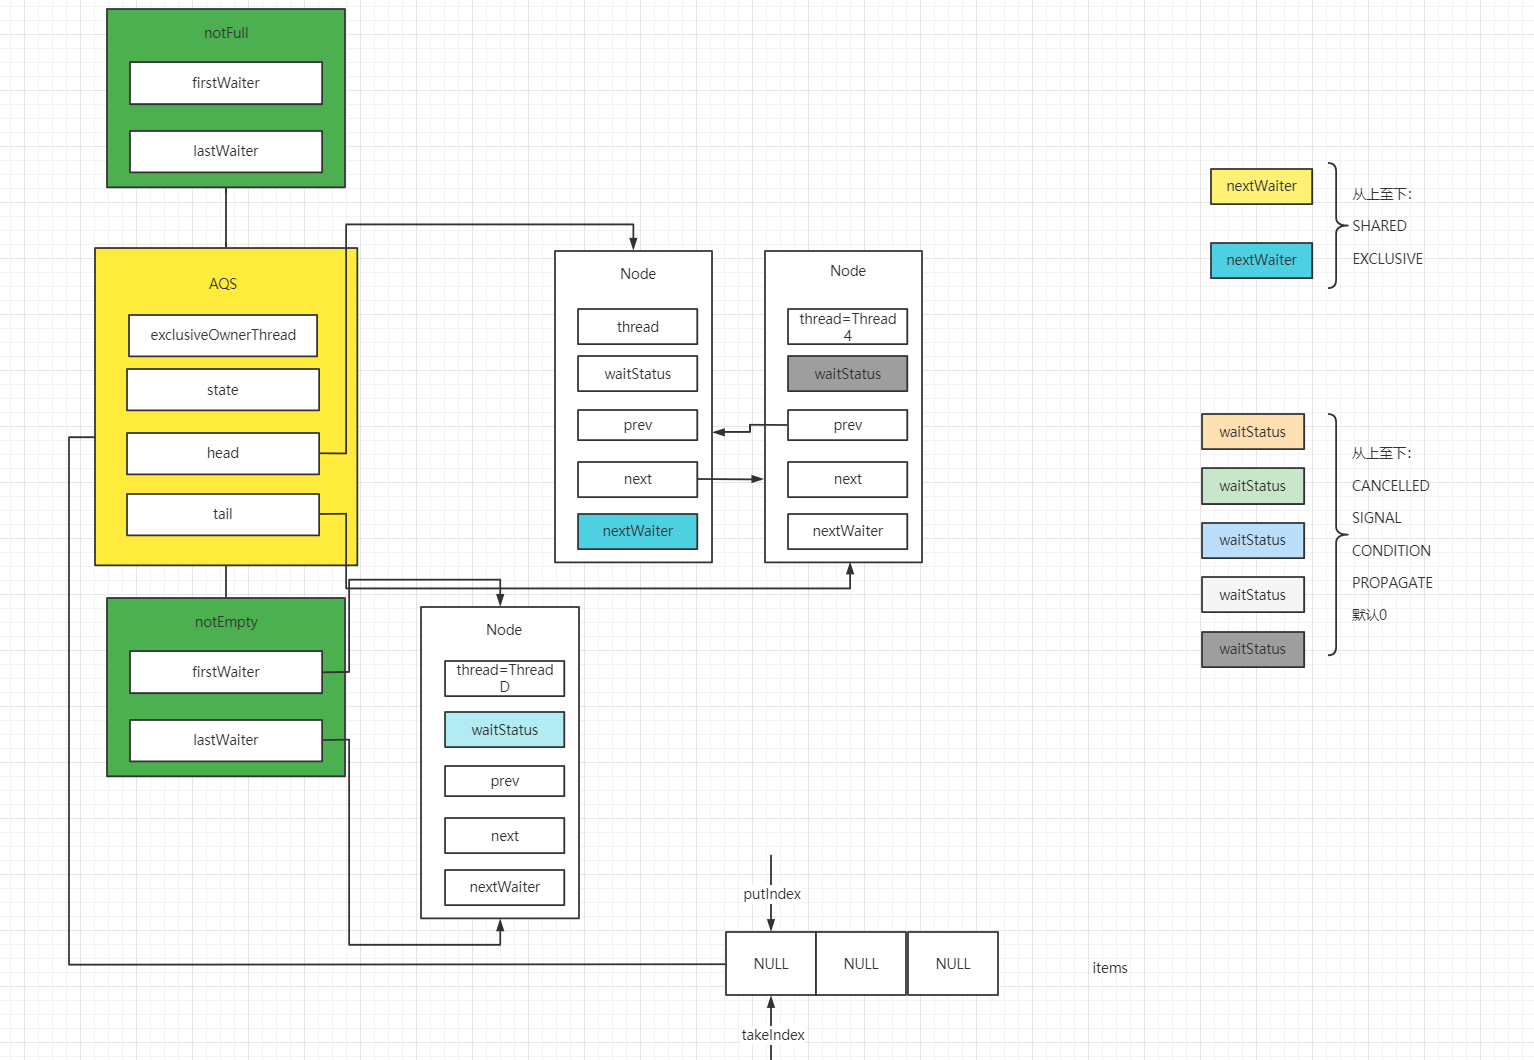 notFull
firstWaiter
lastWaiter
AQS
exclusiveOwnerThread
state
head
tail
notEmpty
firstWaiter
lastWaiter
Node
thread
waitStatus
prev
next
nextWaiter
Node
thread=Thread
4
waitStatus
prev
next
nextWaiter
Node
thread=Thread
D
waitStatus
prev
next
nextWaiter
putIndex
NULL
NULL
NULL
items
takeIndex
nextWaiter
nextWaiter
从上至下:
SHARED
EXCLUSIVE
waitStatus
waitStatus
waitStatus
waitStatus
waitStatus
从上至下:
CANCELLED
SIGNAL
CONDITION
PROPAGATE
默认0